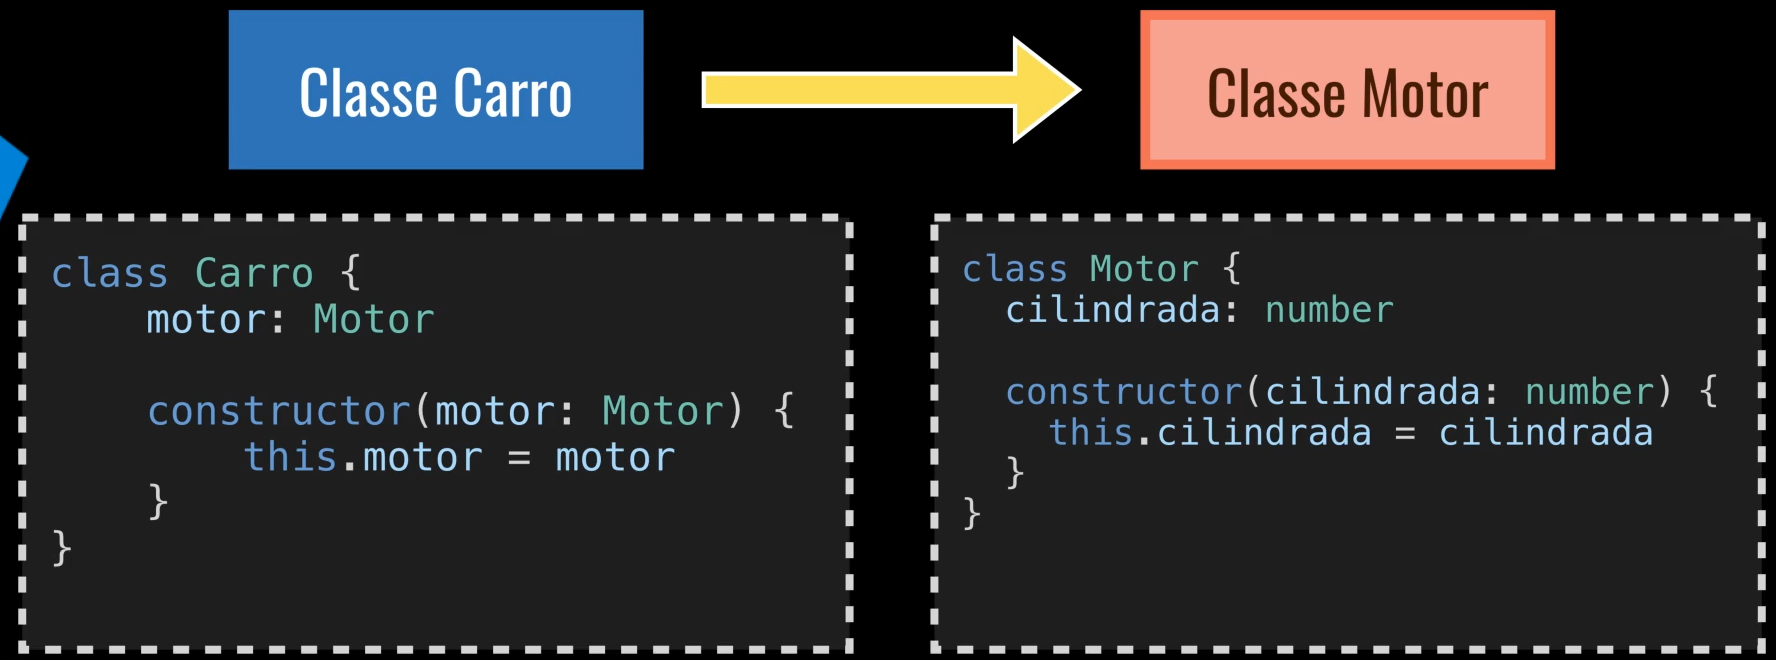 Classe Carro
Classe Motor
class Carro {
motor: Motor
constructor(motor: Motor) {
this.motor = motor
}
}
class Motor {
cilindrada: number
constructor(cilindrada: number) {
this.cilindrada = cilindrada
}
}